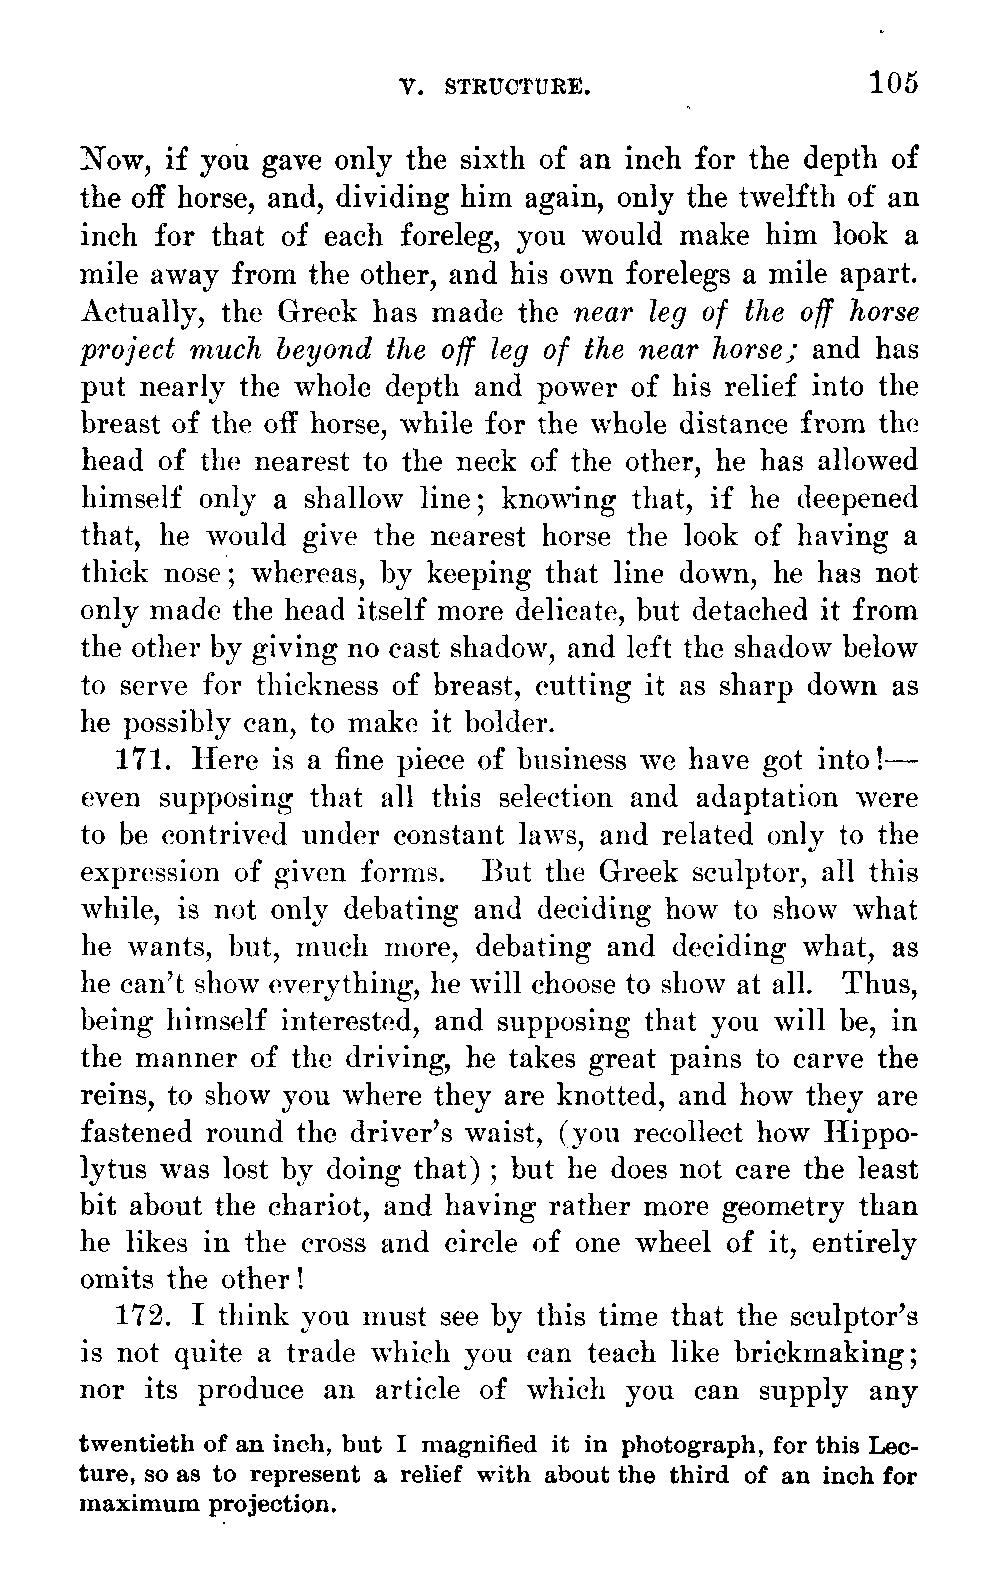 V. STRUCTURE. 105
Now, if you gave only the sixth of an inch for the depth of
the off horse, and, dividing him again, only the twelfth of an
inch for that of each foreleg, you would make him look a
mile away from the other, and his own forelegs a mile apart.
Actually, the Greek has made the near leg of the off horse
project much beyond the off leg of the near horse; and has
put nearly the whole depth and power of his relief into the
breast of the off horse, while for the whole distance from the
head of the nearest to the neck of the other, he has allowed
himself only a shallow line; knowing that, if he deepened
that, he would give the nearest horse the look of having a
thick nose; whereas, by keeping that line down, he has not
only made the head itself more delicate, but detached it from
the other by giving no cast shadow, and left the shadow below
to serve for thickness of breast, cutting it as sharp down as
he possibly can, to make it bolder.
171. Here is a fine piece of business we have got into!—
even supposing that all this selection and adaptation were
to be contrived under constant laws, and related only to the
expression of given forms. But the Greek sculptor, all this
while, is not only debating and deciding how to show what
he wants, but, much more, debating and deciding what, as
he can't show everything, he will choose to show at all. Thus,
being himself interested, and supposing that you will be, in
the manner of the driving, he takes great pains to carve the
reins, to show you where they are knotted, and how they are
fastened round the driver's waist, (you recollect how Hippo-
lytus was lost by doing that); but he does not care the least
bit about the chariot, and having rather more geometry than
he likes in the cross and circle of one wheel of it, entirely
omits the other!
172. I think you must see by this time that the sculptor's
is not quite a trade which you can teach like brickmaking;
nor its produce an article of which you can supply any
twentieth of an inch, but I magnified it in photograph, for this Lec-
ture, so as to represent a relief with about the third of an inch for
maximum projection.